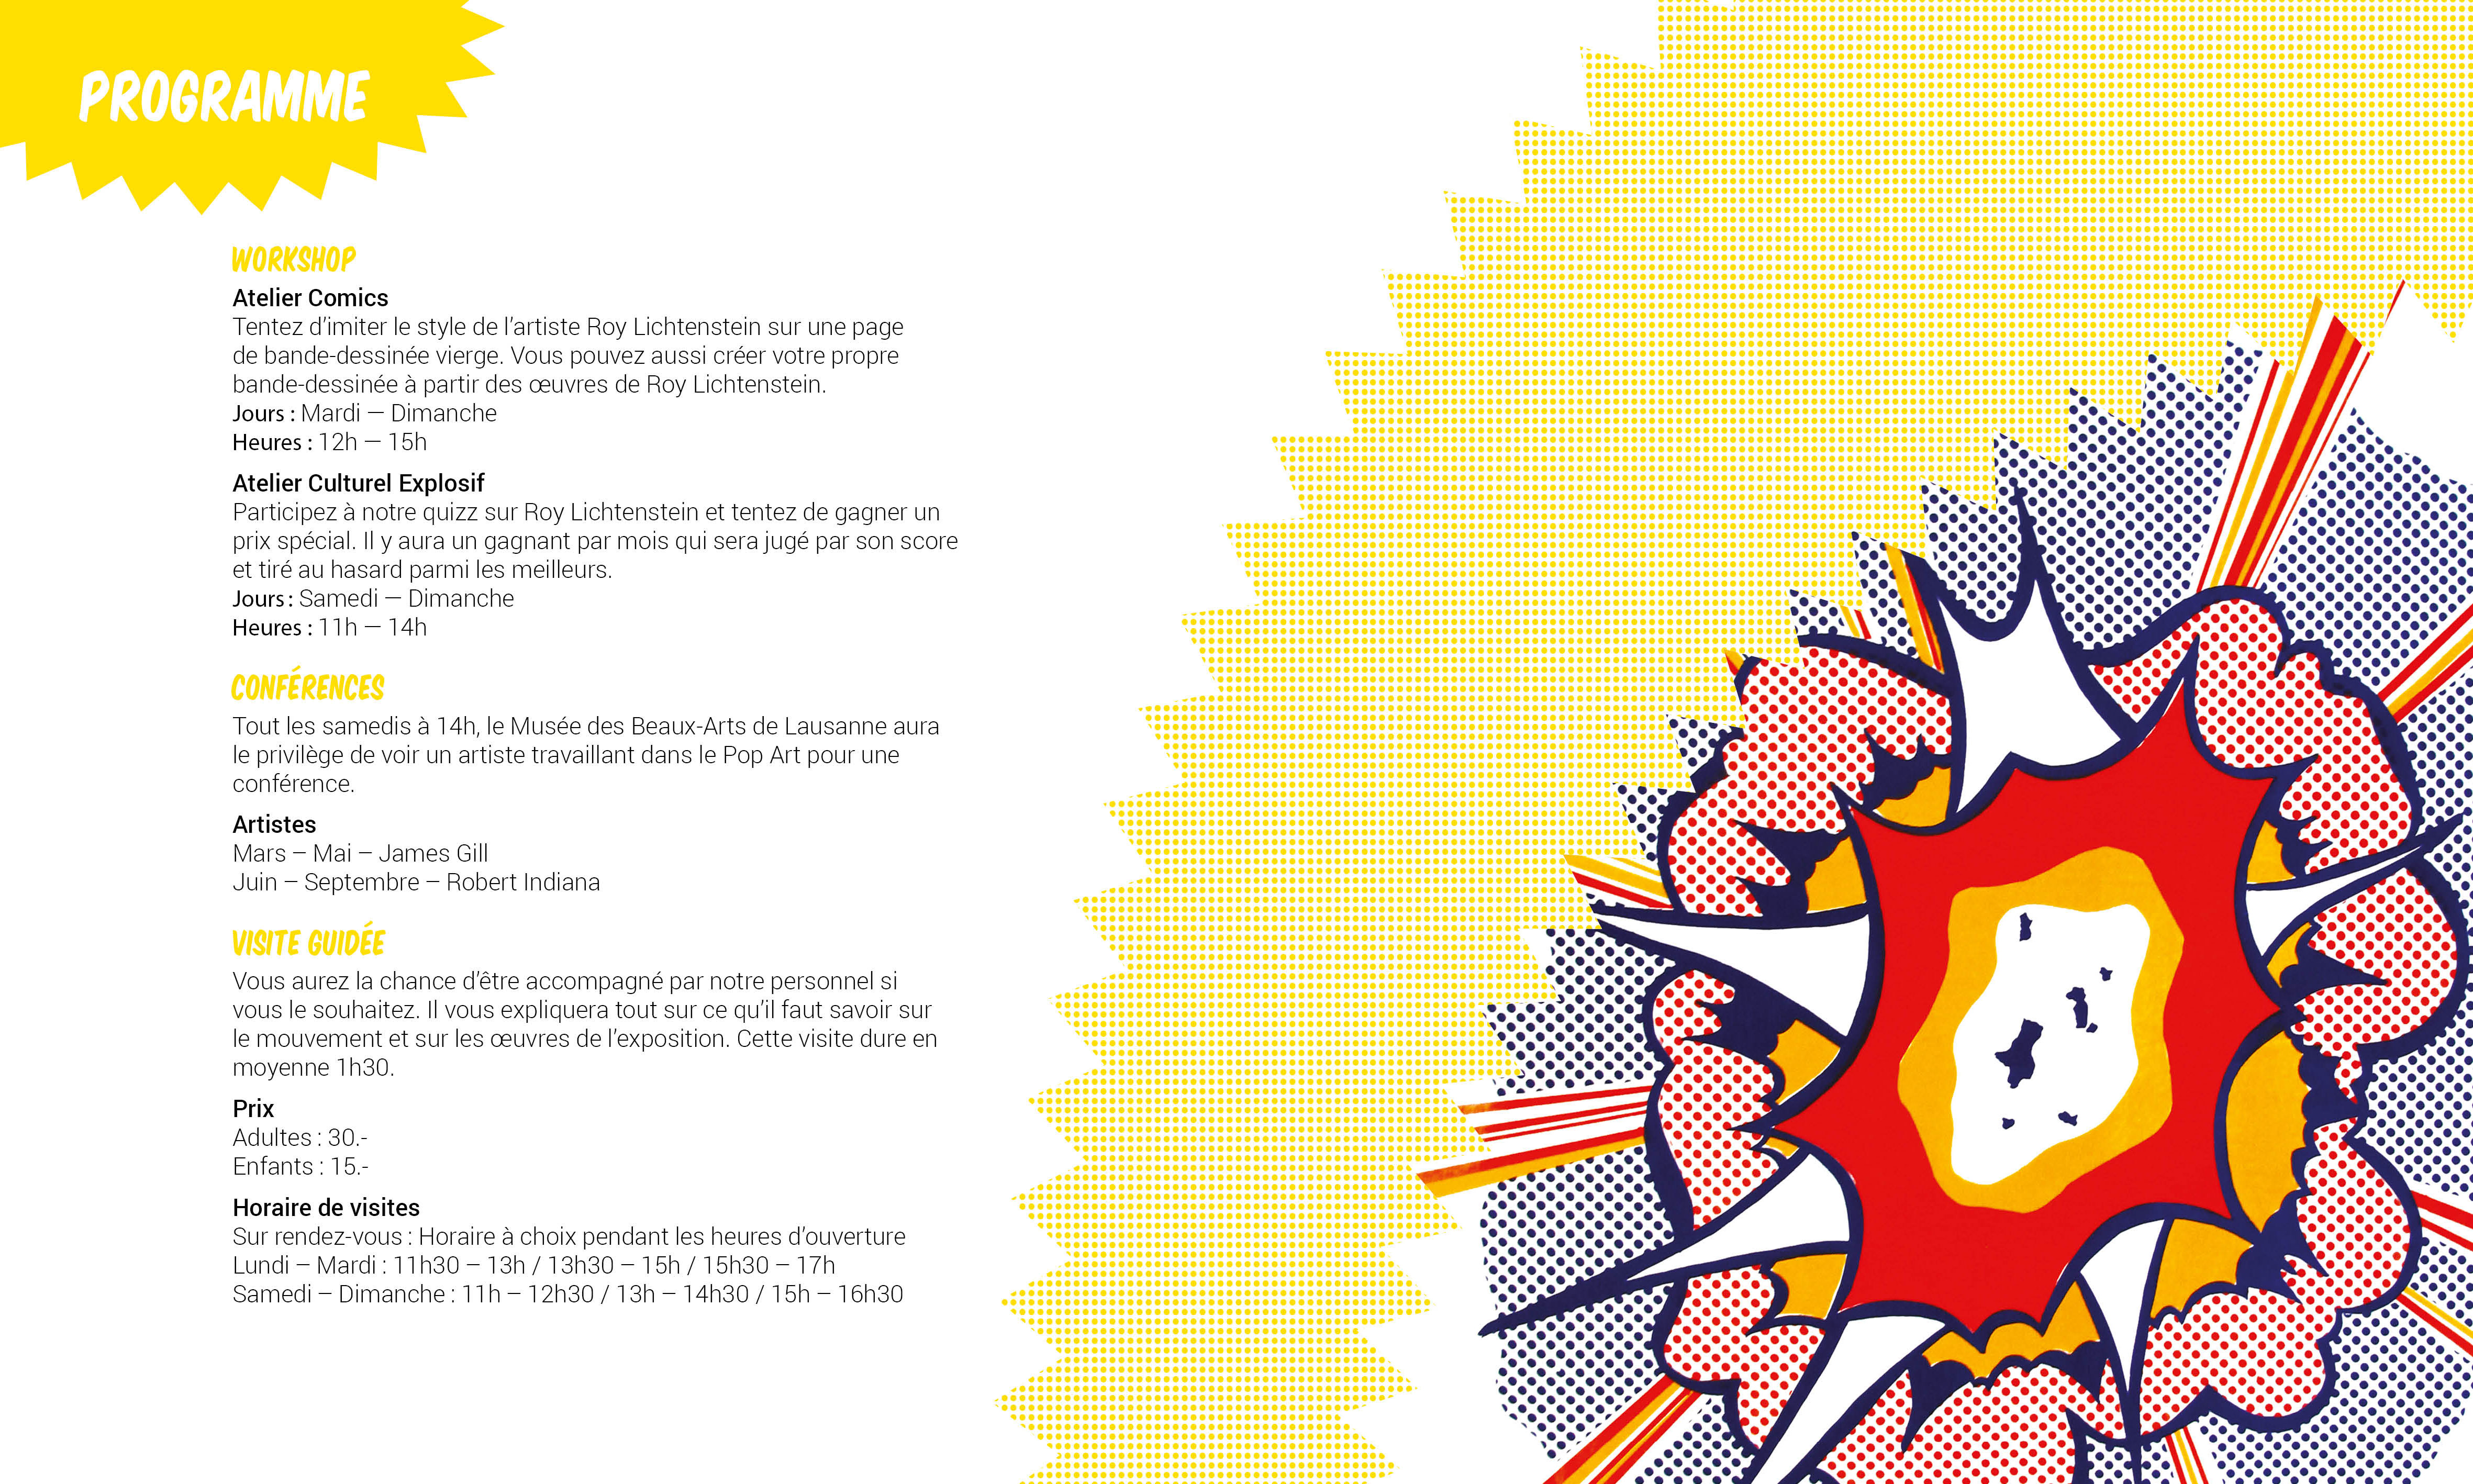 PROGRAMME
WORKSHOP
Atelier Comics
Tentez d’imiter le style de l’artiste Roy Lichtenstein sur une page
de bande-dessinée vierge. Vous pouvez aussi créer votre propre
bande-dessinée à partir des œuvres de Roy Lichtenstein.
Jours : Mardi — Dimanche
Heures : 12h — 15h
Atelier Culturel Explosif
Participez à notre quizz sur Roy Lichtenstein et tentez de gagner un
prix spécial. Il y aura un gagnant par mois qui sera jugé par son score
et tiré au hasard parmi les meilleurs.
Jours : Samedi — Dimanche
Heures : 11h — 14h
CONFÉRENCES
Tout les samedis à 14h, le Musée des Beaux-Arts de Lausanne aura
le privilège de voir un artiste travaillant dans le Pop Art pour une
conférence.
Artistes
Mars – Mai – James Gill
Juin – Septembre – Robert Indiana
VISITE GUIDÉE
Vous aurez la chance d’être accompagné par notre personnel si
vous le souhaitez. Il vous expliquera tout sur ce qu’il faut savoir sur
le mouvement et sur les œuvres de l’exposition. Cette visite dure en
moyenne 1h30.
Prix
Adultes : 30.-
Enfants : 15.-
Horaire de visites
Sur rendez-vous : Horaire à choix pendant les heures d’ouverture
Lundi – Mardi : 11h30 – 13h / 13h30 – 15h / 15h30 – 17h
Samedi – Dimanche : 11h – 12h30 / 13h – 14h30 / 15h – 16h30